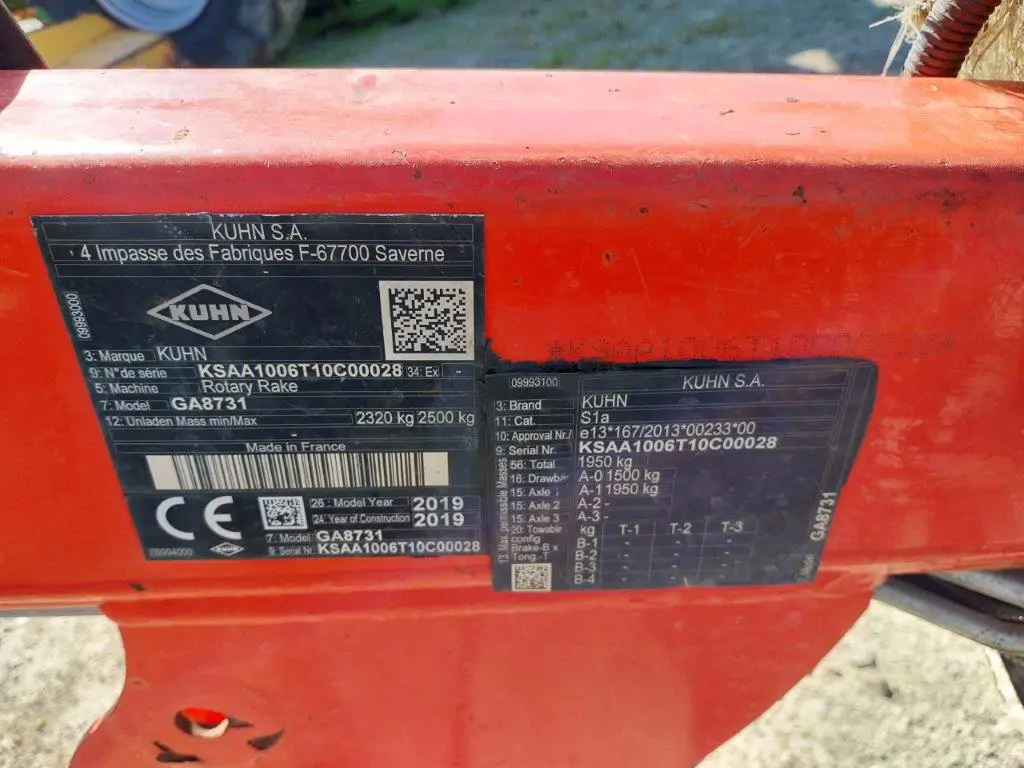 KUHN S.A.
4 Impasse des Fabriques F-67700 Saverne
09993000
KUHN
3: Marque KUHN
9: N°de série KSAA1006T10C00028 34: Ex -
5: Machine Rotary Rake
7: Model GA8731
12: Unladen Mass min/Max 2320 kg 2500 kg
Made in France
CE
26: Model Year 2019
24: Year of Construction 2019
7: Model GA8731
9: Serial Nr. KSAA1006T10C00028
09994000
KUHN
#KSAA1006T10C
09993100 KUHN S.A.
3: Brand KUHN
11: Cat. S1a
10: Approval Nr./ e13*167/2013*00233*00
9: Serial Nr. KSAA1006T10C00028
13: Max. permissible Masses
56: Total 1950 kg
16: Drawbar A-0 1500 kg
15: Axle 1 A-1 1950 kg
15: Axle 2 A-2 -
15: Axle 3 A-3 -
20: Towable kg T-1 T-2 T-3
config B-1 - - -
Brake-B x B-2 - - -
Tong.-T B-3 - - -
B-4 - - -
7: Model GA8731